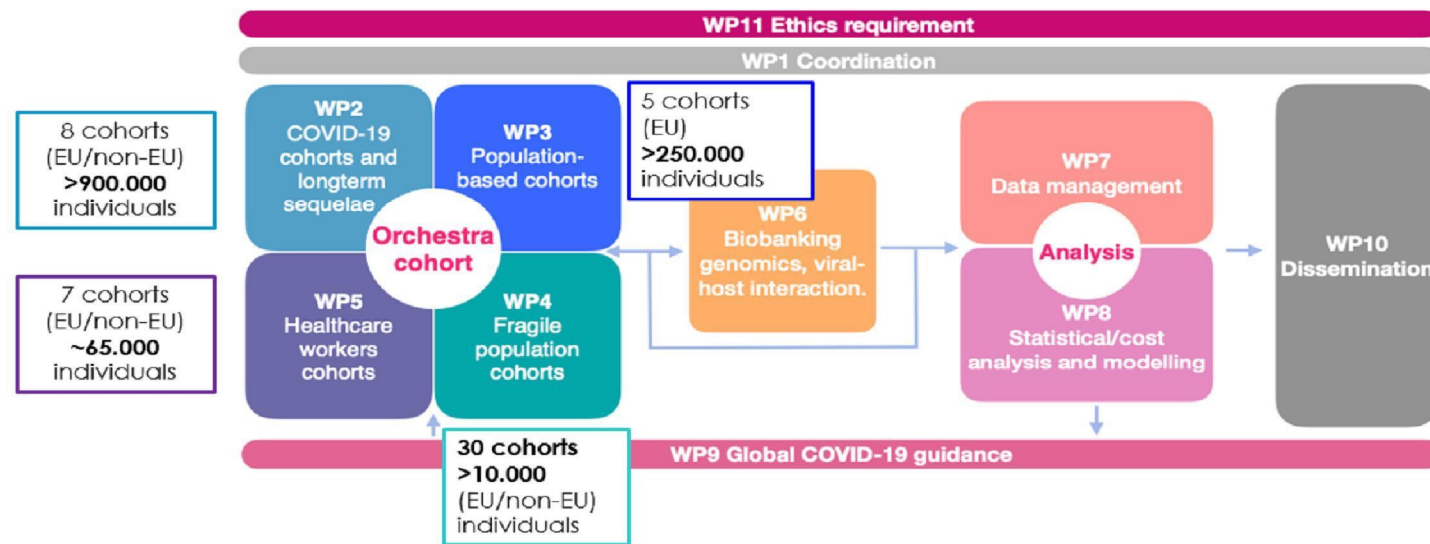 WP11 Ethics requirement
WP1 Coordination
8 cohorts
(EU/non-EU)
>900.000
individuals
WP2
COVID-19
cohorts and
longterm
sequelae
WP3
Population-
based cohorts
5 cohorts
(EU)
>250.000
individuals
Orchestra
cohort
7 cohorts
(EU/non-EU)
~65.000
individuals
WP5
Healthcare
workers
cohorts
WP4
Fragile
population
cohorts
WP6
Biobanking
genomics, viral-
host interaction.
WP7
Data management
Analysis
WP8
Statistical/cost
analysis and modelling
WP10
Dissemination
WP9 Global COVID-19 guidance
30 cohorts
>10.000
(EU/non-EU)
individuals